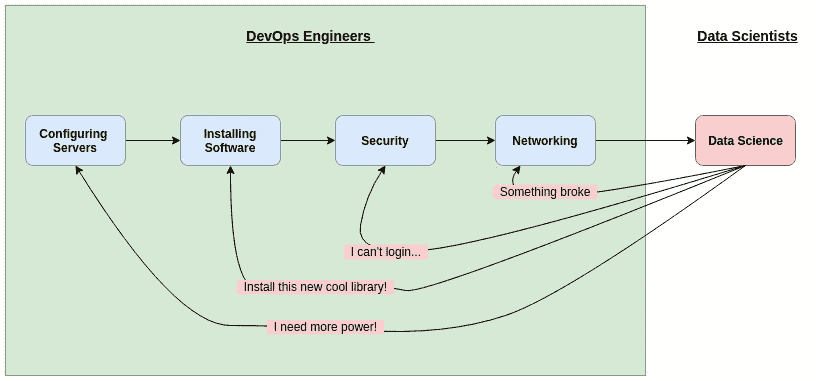 DevOps Engineers
Data Scientists
Configuring
Servers
Installing
Software
Security
Networking
Data Science
Something broke
I can't login...
Install this new cool library!
I need more power!